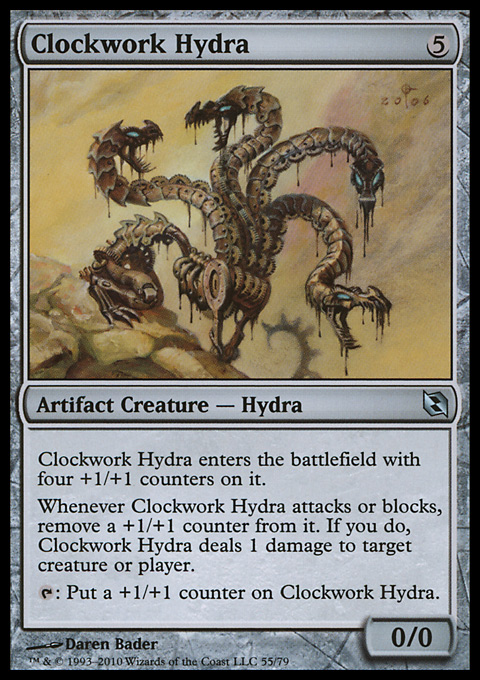 Clockwork Hydra 5
2006
Artifact Creature — Hydra
Clockwork Hydra enters the battlefield with
four +1/+1 counters on it.
Whenever Clockwork Hydra attacks or blocks,
remove a +1/+1 counter from it. If you do,
Clockwork Hydra deals 1 damage to target
creature or player.
: Put a +1/+1 counter on Clockwork Hydra.
0/0
Daren Bader
™ & © 1993–2010 Wizards of the Coast LLC 55/79